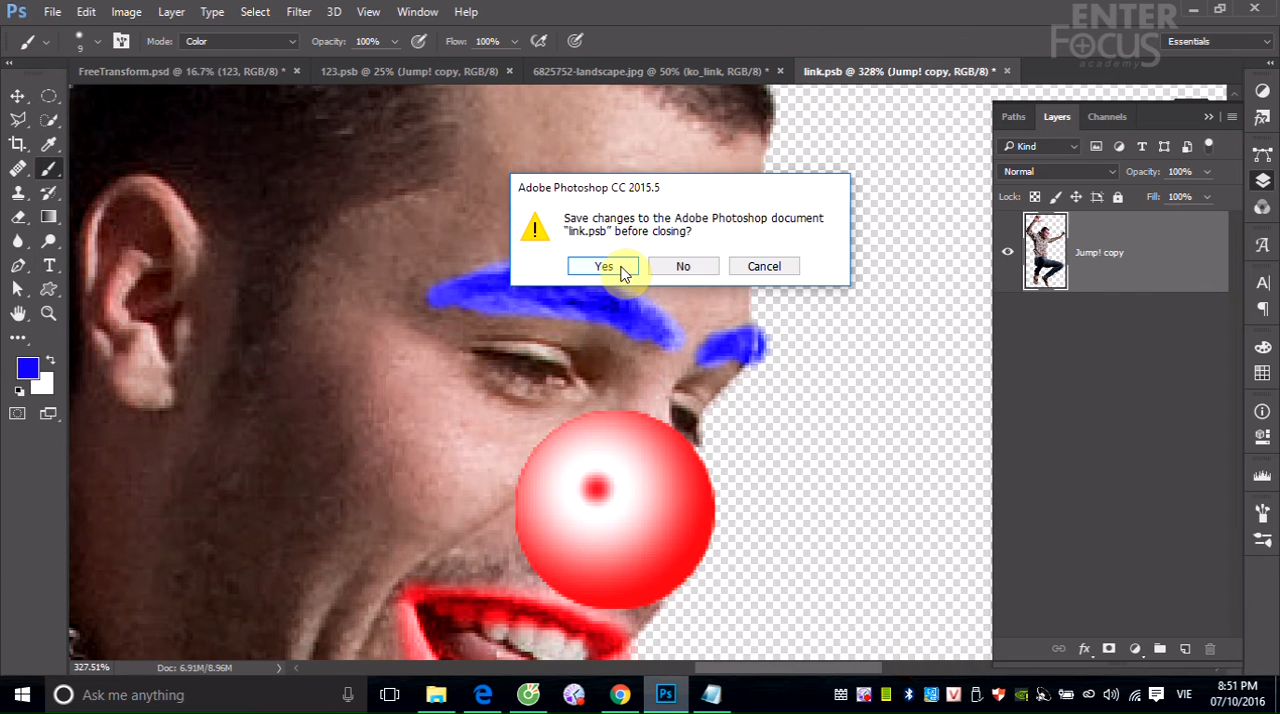 Ps File Edit Image Layer Type Select Filter 3D View Window Help
ENTER
FOCUS
academy
9 Mode: Color Opacity: 100% Flow: 100% Essentials
FreeTransform.psd @ 16.7% (123, RGB/8) * × 123.psb @ 25% (Jump! copy, RGB/8) × 6825752-landscape.jpg @ 50% (ko_link, RGB/8) * × link.psb @ 328% (Jump! copy, RGB/8) * ×
Paths Layers Channels
Kind
Normal Opacity: 100%
Lock: Fill: 100%
Jump! copy
Adobe Photoshop CC 2015.5
Save changes to the Adobe Photoshop document
"link.psb" before closing?
Yes No Cancel
327.51% Doc: 6.91M/8.96M
Ask me anything
VIE
8:51 PM
07/10/2016